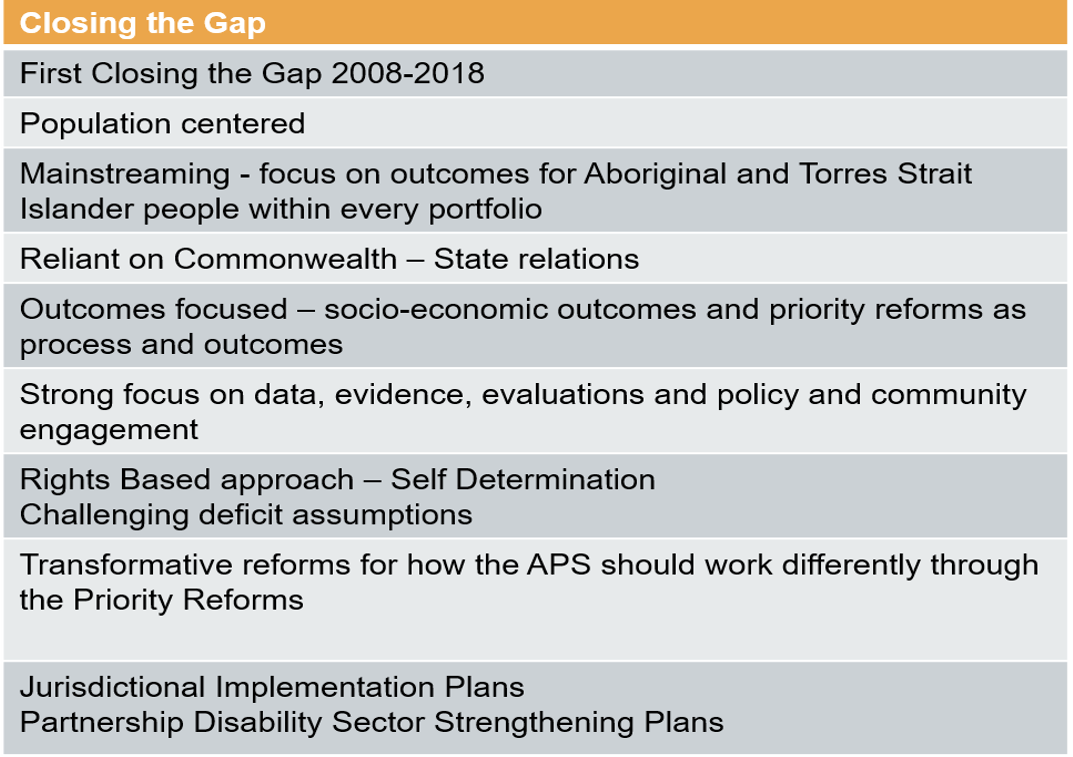 Closing the Gap
First Closing the Gap 2008-2018
Population centered
Mainstreaming - focus on outcomes for Aboriginal and Torres Strait
Islander people within every portfolio
Reliant on Commonwealth – State relations
Outcomes focused – socio-economic outcomes and priority reforms as
process and outcomes
Strong focus on data, evidence, evaluations and policy and community
engagement
Rights Based approach – Self Determination
Challenging deficit assumptions
Transformative reforms for how the APS should work differently through
the Priority Reforms
Jurisdictional Implementation Plans
Partnership Disability Sector Strengthening Plans